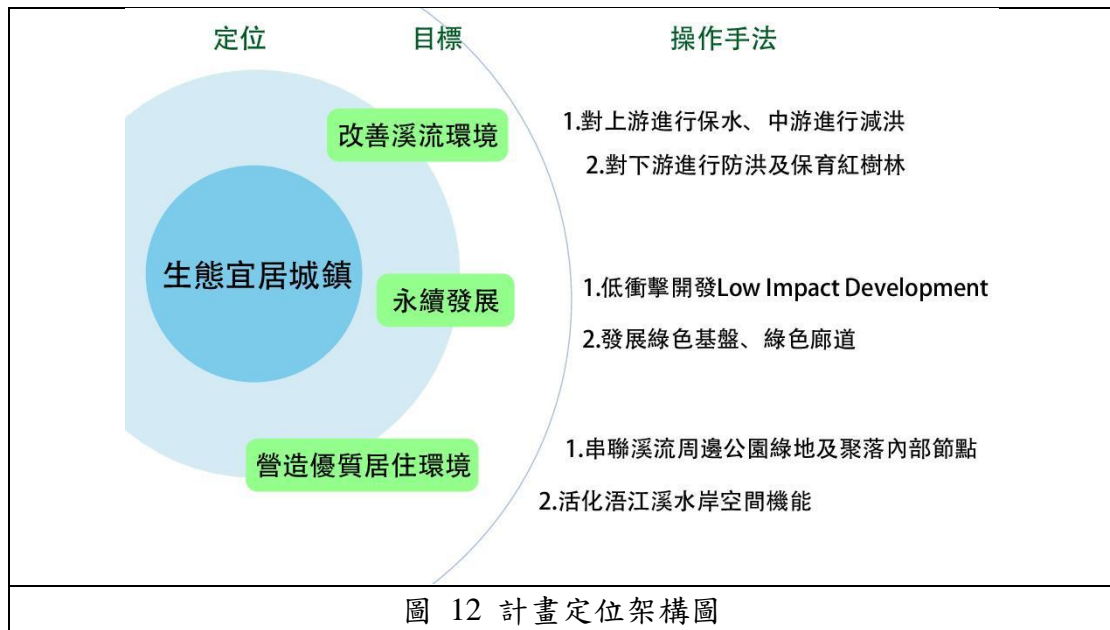 定位
目標
操作手法
改善溪流環境
1.對上游進行保水、中游進行減洪
2.對下游進行防洪及保育紅樹林
生態宜居城鎮
永續發展
1.低衝擊開發Low Impact Development
2.發展綠色基盤、綠色廊道
營造優質居住環境
1.串聯溪流周邊公園綠地及聚落內部節點
2.活化浯江溪水岸空間機能
圖 12 計畫定位架構圖